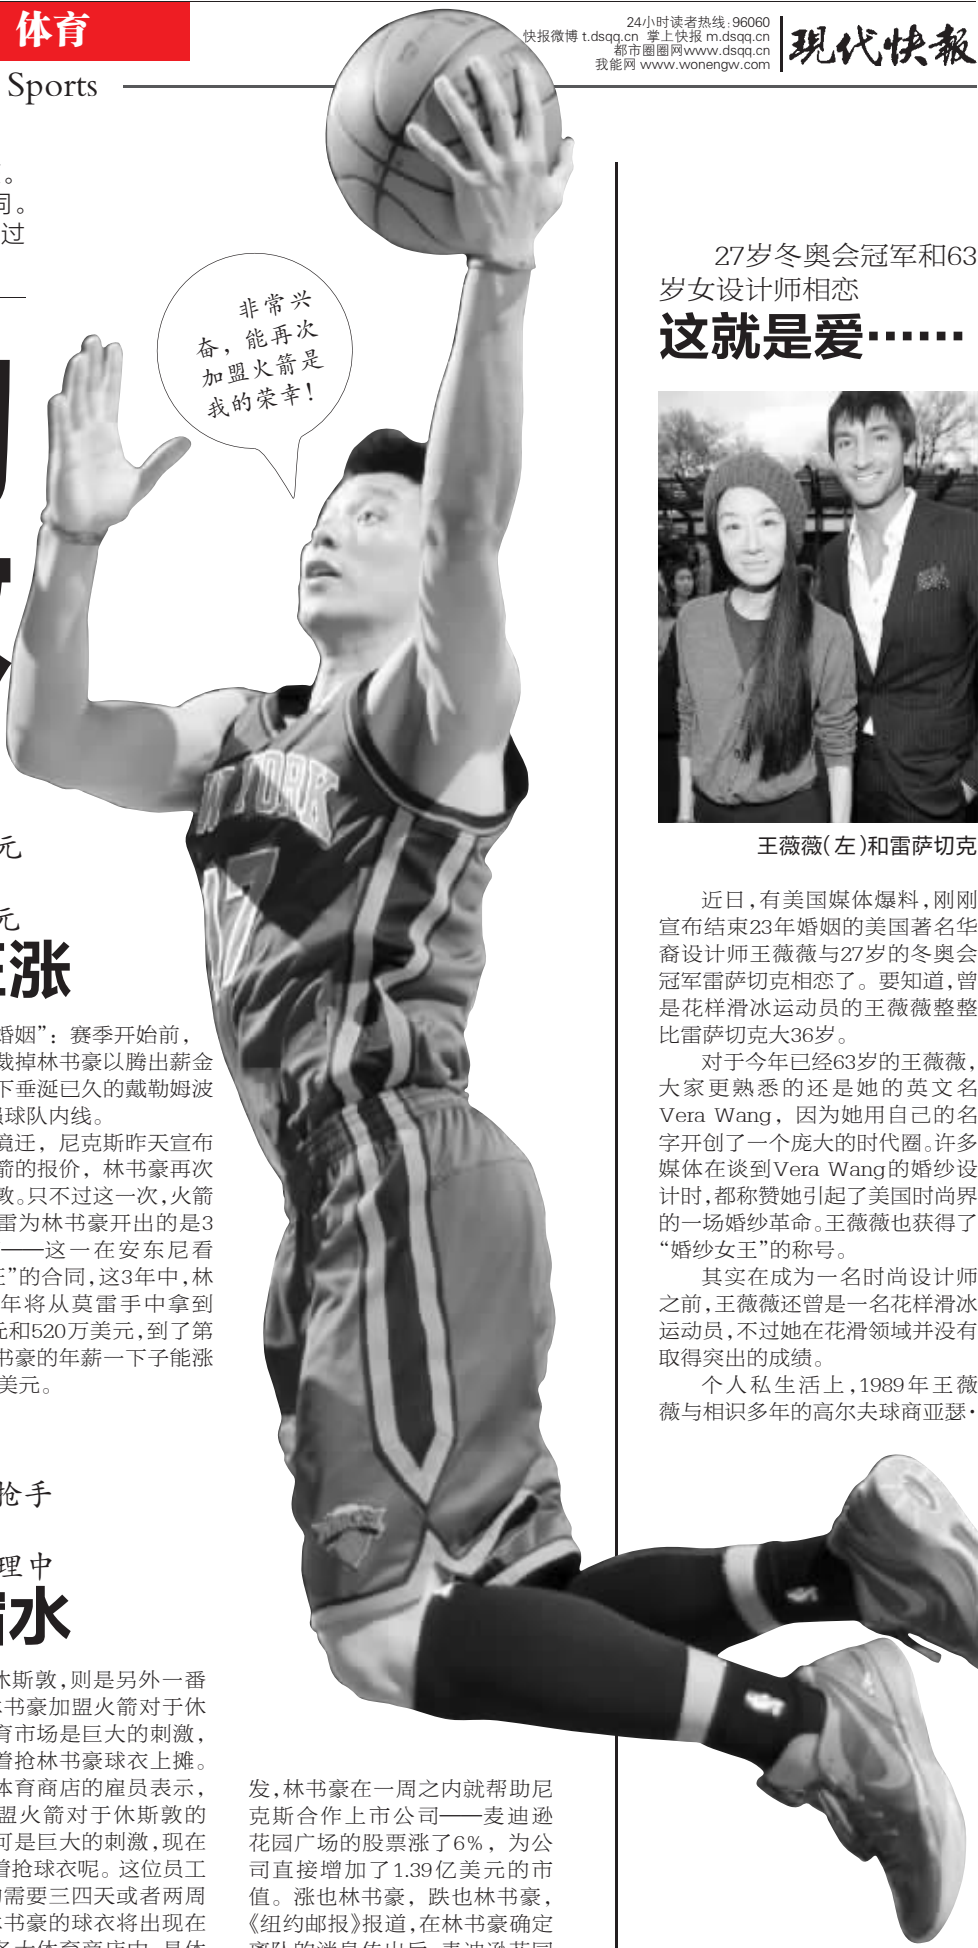 体育
Sports
24小时读者热线:96060
快报微博 t.dsqq.cn 掌上快报 m.dsqq.cn
都市圈圈网www.dsqq.cn
我能网 www.wonengw.com
现代快報
。
司。
过
非常兴
奋，能再次
加盟火箭是
我的荣幸！
元
元
涨
婚姻”：赛季开始前，
裁掉林书豪以腾出薪金
下垂涎已久的戴勒姆波
强球队内线。
境迁，尼克斯昨天宣布
箭的报价，林书豪再次
敦。只不过这一次，火箭
雷为林书豪开出的是3
——这一在安东尼看
”的合同，这3年中，林
年将从莫雷手中拿到
元和520万美元，到了第
书豪的年薪一下子能涨
美元。
抢手
理中
水
休斯敦，则是另外一番
林书豪加盟火箭对于休
育市场是巨大的刺激，
着抢林书豪球衣上摊。
体育商店的雇员表示，
盟火箭对于休斯敦的
可是巨大的刺激，现在
着抢球衣呢。这位员工
需要三四天或者两周
林书豪的球衣将出现在
NEW YORK
17
发，林书豪在一周之内就帮助尼
克斯合作上市公司——麦迪逊
花园广场的股票涨了6%，为公
司直接增加了1.39亿美元的市
值。涨也林书豪，跌也林书豪，
《纽约邮报》报道，在林书豪确定
离队的消息传出后，麦迪逊花园
27岁冬奥会冠军和63
岁女设计师相恋
这就是爱……
王薇薇（左）和雷萨切克
近日，有美国媒体爆料，刚刚
宣布结束23年婚姻的美国著名华
裔设计师王薇薇与27岁的冬奥会
冠军雷萨切克相恋了。要知道，曾
是花样滑冰运动员的王薇薇整整
比雷萨切克大36岁。
对于今年已经63岁的王薇薇，
大家更熟悉的还是她的英文名
Vera Wang，因为她用自己的名
字开创了一个庞大的时代圈。许多
媒体在谈到Vera Wang的婚纱设
计时，都称赞她引起了美国时尚界
的一场婚纱革命。王薇薇也获得了
“婚纱女王”的称号。
其实在成为一名时尚设计师
之前，王薇薇还曾是一名花样滑冰
运动员，不过她在花滑领域并没有
取得突出的成绩。
个人私生活上，1989年王薇
薇与相识多年的高尔夫球商亚瑟·